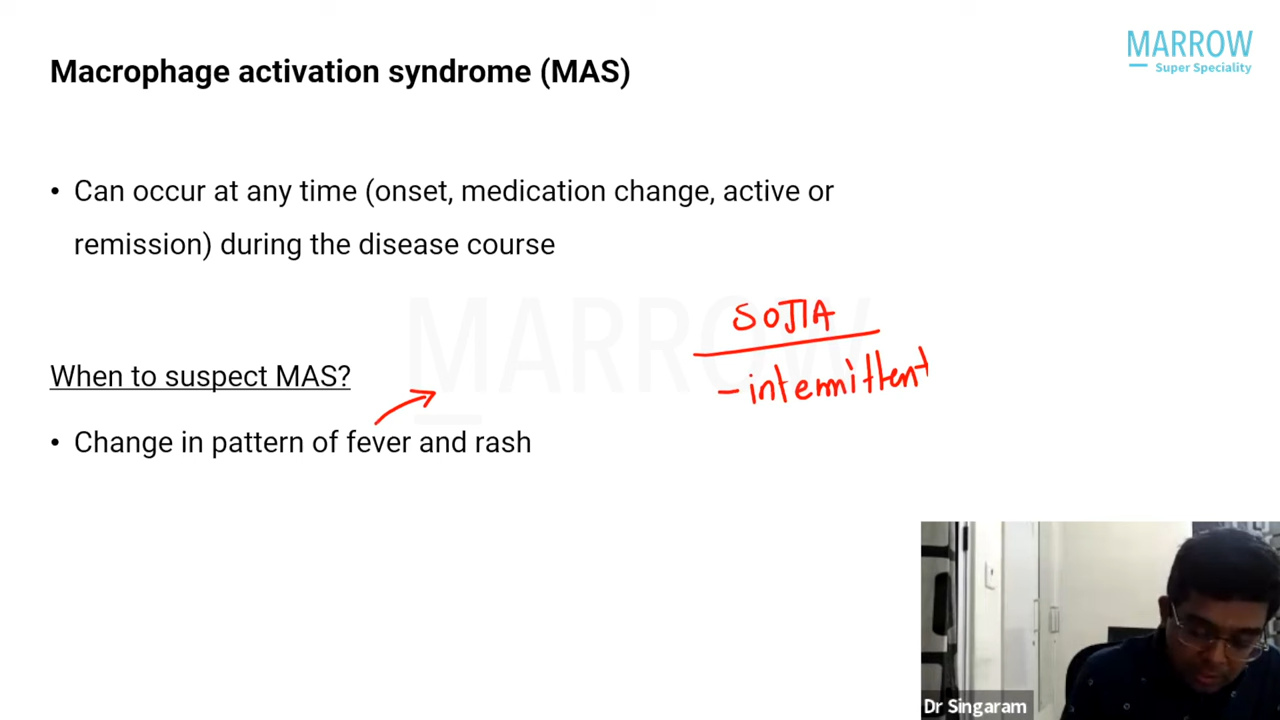 MARROW
Super Speciality
Macrophage activation syndrome (MAS)
• Can occur at any time (onset, medication change, active or
remission) during the disease course
MARROW
SOJIA
- intermittent
When to suspect MAS?
• Change in pattern of fever and rash
Dr Singaram